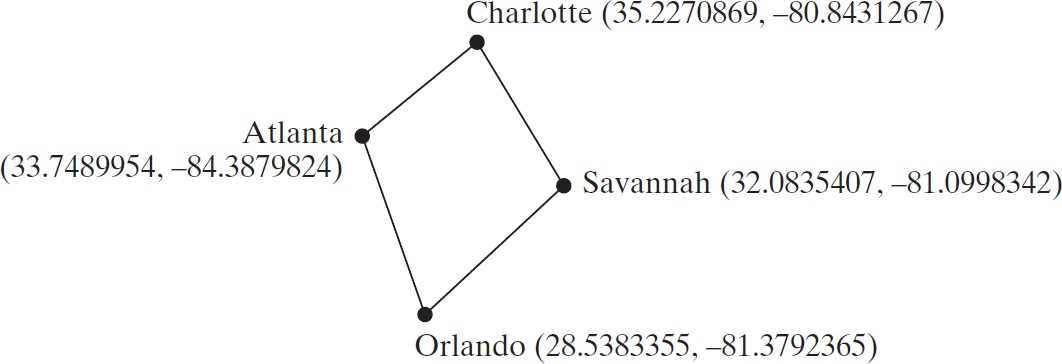 Charlotte (35.2270869, –80.8431267)
Atlanta
(33.7489954, –84.3879824)
Savannah (32.0835407, –81.0998342)
Orlando (28.5383355, –81.3792365)